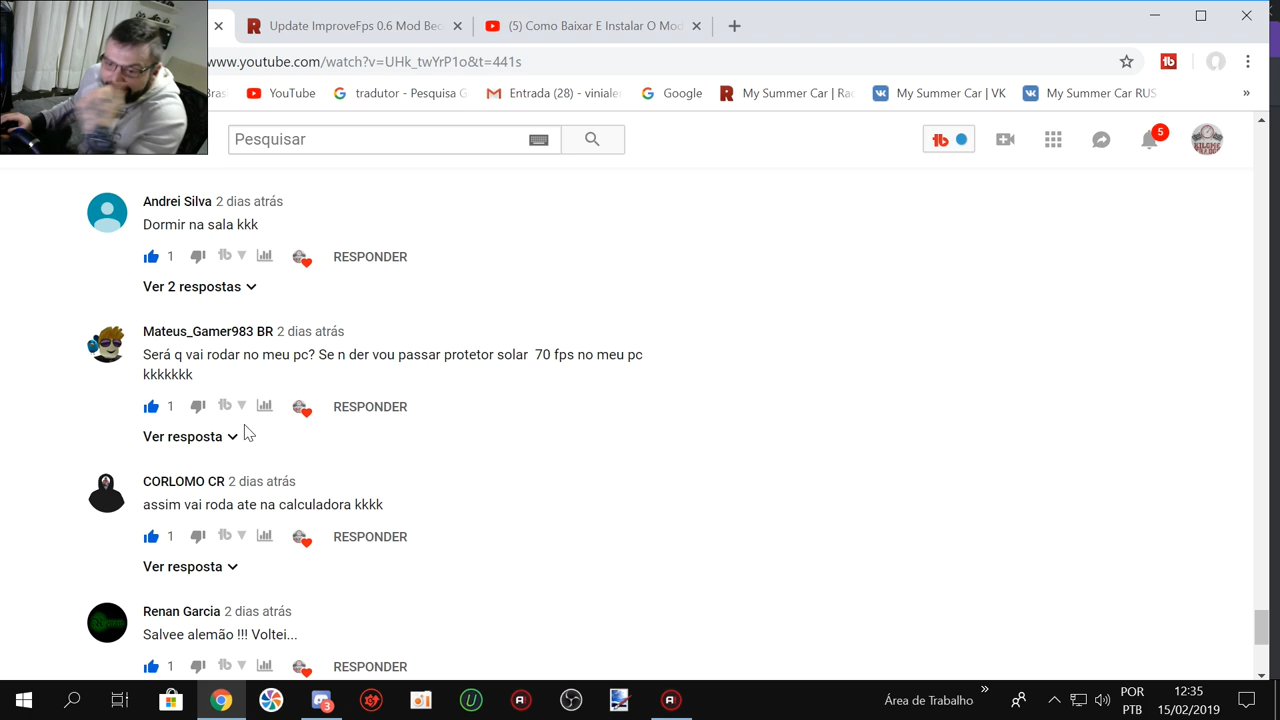 Update ImproveFps 0.6 Mod Bec
(5) Como Baixar E Instalar O Mod
www.youtube.com/watch?v=UHk_twYrP1o&t=441s
Bras
YouTube
tradutor - Pesquisa G
Entrada (28) - vinialer
Google
My Summer Car | Rac
My Summer Car | VK
My Summer Car RUS
»
Pesquisar
5
Andrei Silva 2 dias atrás
Dormir na sala kkk
1 RESPONDER
Ver 2 respostas
Mateus_Gamer983 BR 2 dias atrás
Será q vai rodar no meu pc? Se n der vou passar protetor solar 70 fps no meu pc
kkkkkkk
1 RESPONDER
Ver resposta
CORLOMO CR 2 dias atrás
assim vai roda ate na calculadora kkkk
1 RESPONDER
Ver resposta
Renan Garcia 2 dias atrás
Salvee alemão !!! Voltei...
1 RESPONDER
3
Área de Trabalho »
POR
PTB
12:35
15/02/2019